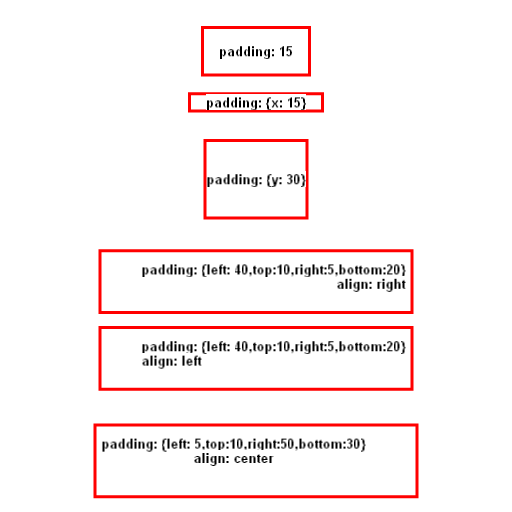 padding: 15
padding: {x: 15}
padding: {y: 30}
padding: {left: 40,top:10,right:5,bottom:20}
align: right
padding: {left: 40,top:10,right:5,bottom:20}
align: left
padding: {left: 5,top:10,right:50,bottom:30}
align: center